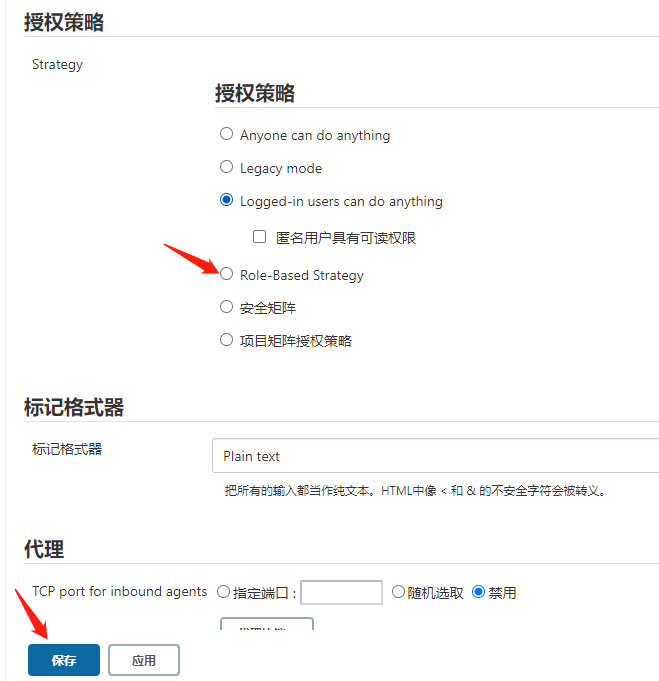 授权策略
Strategy
授权策略
Anyone can do anything
Legacy mode
Logged-in users can do anything
匿名用户具有可读权限
Role-Based Strategy
安全矩阵
项目矩阵授权策略
标记格式器
标记格式器
Plain text
把所有的输入都当作纯文本。HTML中像 < 和 & 的不安全字符会被转义。
代理
TCP port for inbound agents 指定端口 : 随机选取 禁用
保存 应用